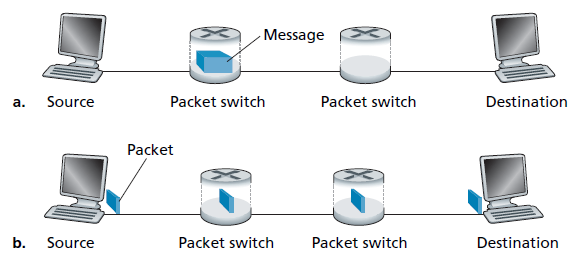 Message
a. Source Packet switch Packet switch Destination
Packet
b. Source Packet switch Packet switch Destination